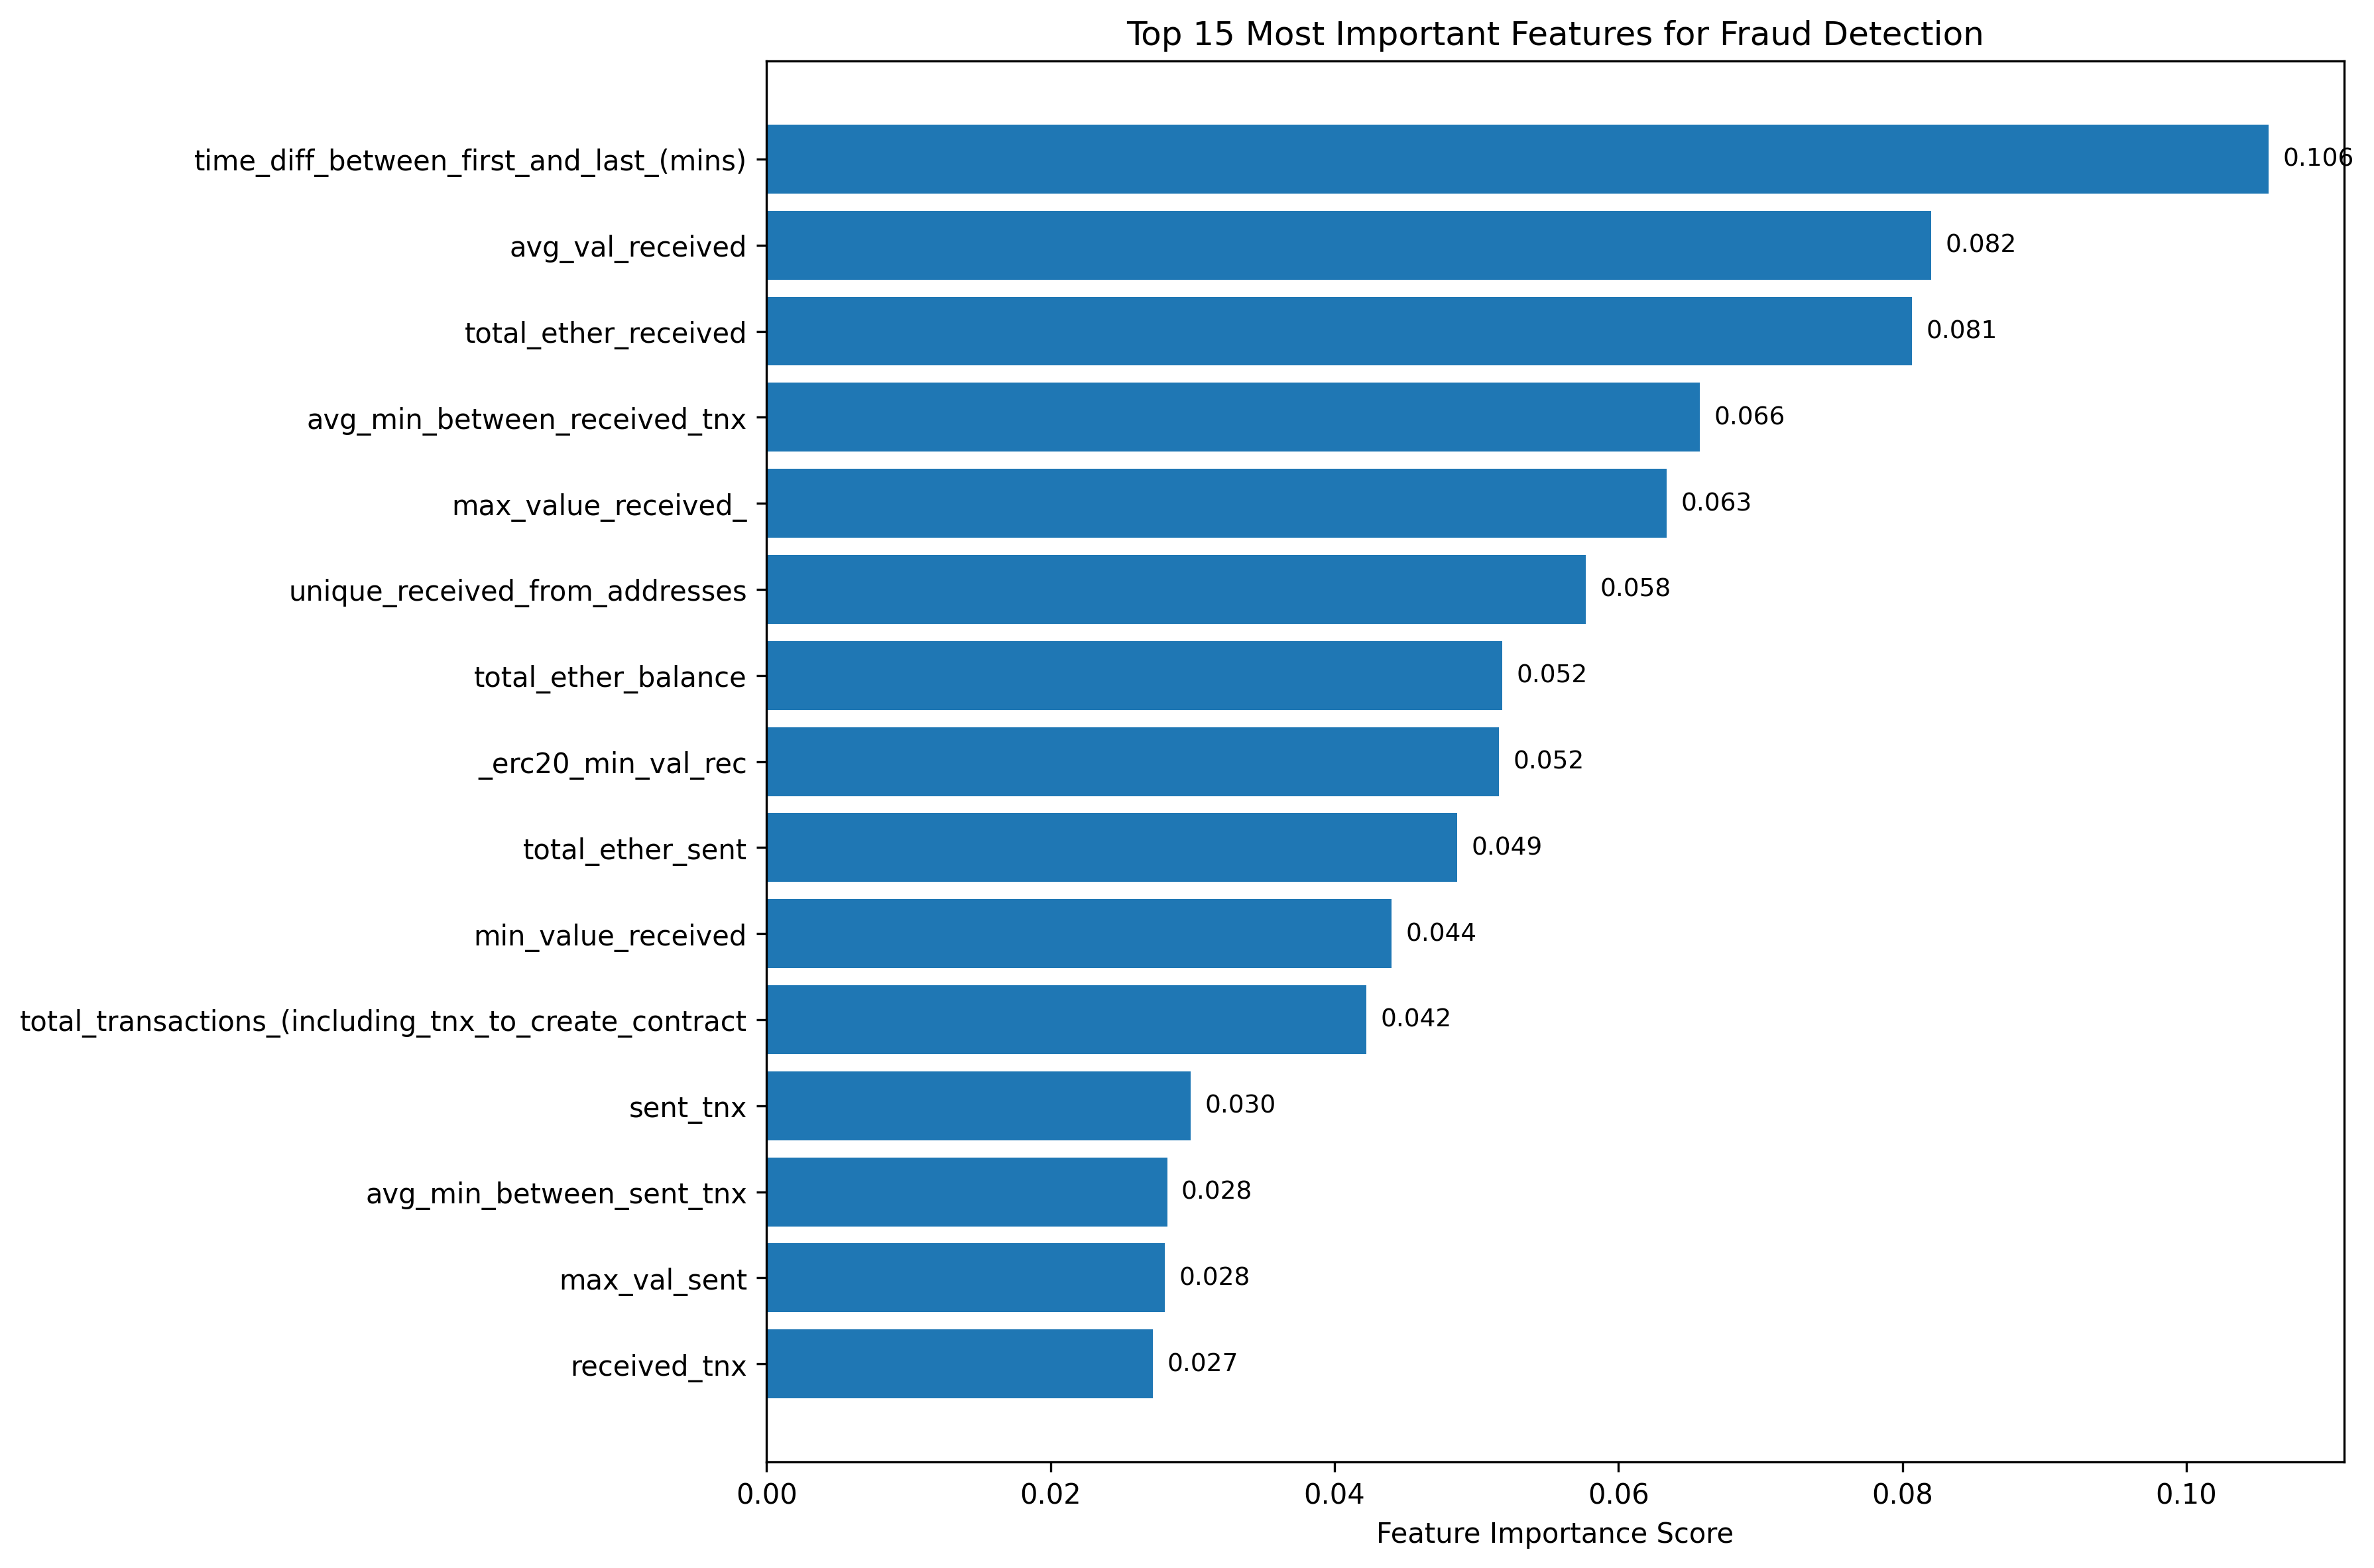 Top 15 Most Important Features for Fraud Detection
time_diff_between_first_and_last_(mins) 0.106
avg_val_received 0.082
total_ether_received 0.081
avg_min_between_received_tnx 0.066
max_value_received_ 0.063
unique_received_from_addresses 0.058
total_ether_balance 0.052
_erc20_min_val_rec 0.052
total_ether_sent 0.049
min_value_received 0.044
total_transactions_(including_tnx_to_create_contract 0.042
sent_tnx 0.030
avg_min_between_sent_tnx 0.028
max_val_sent 0.028
received_tnx 0.027
0.00 0.02 0.04 0.06 0.08 0.10
Feature Importance Score